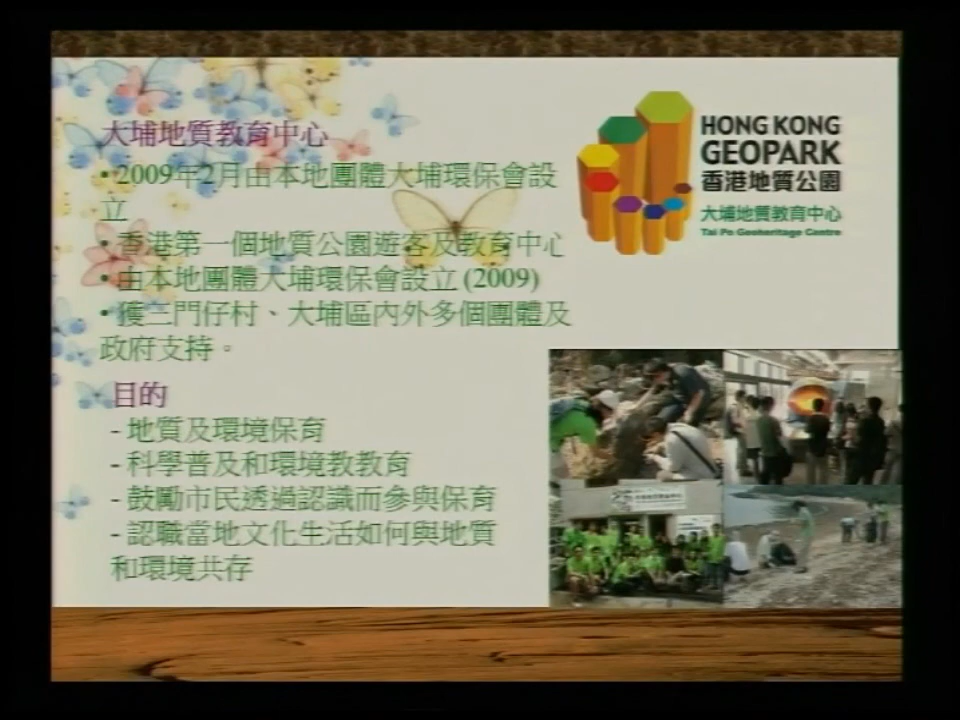 大埔地質教育中心
• 2009年2月由本地團體大埔環保會設
立
• 香港第一個地質公園遊客及教育中心
• 由本地團體大埔環保會設立 (2009)
• 獲三門仔村、大埔區內外多個團體及
政府支持。
目的
- 地質及環境保育
- 科學普及和環境教教育
- 鼓勵市民透過認識而參與保育
- 認職當地文化生活如何與地質
和環境共存
HONG KONG
GEOPARK
香港地質公園
大埔地質教育中心
Tai Po Geoheritage Centre